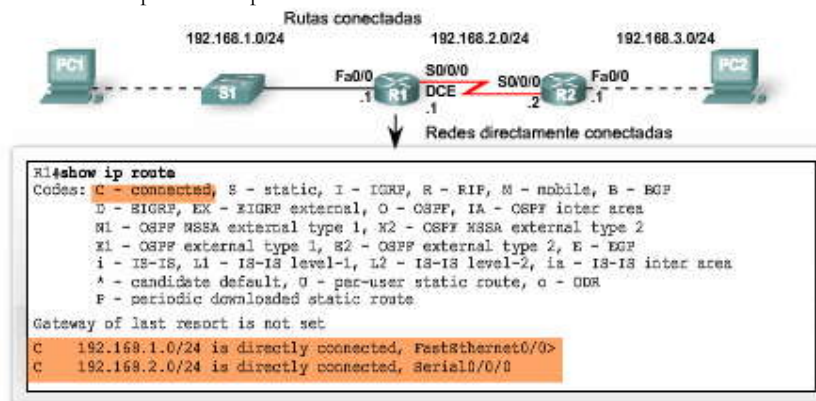 Rutas conectadas
192.168.1.0/24 192.168.2.0/24 192.168.3.0/24
PC1 S1 Fa0/0 .1 R1 S0/0/0 DCE .1 S0/0/0 .2 R2 Fa0/0 .1 PC2
Redes directamente conectadas
R1#show ip route
Codes: C - connected, S - static, I - IGRP, R - RIP, M - mobile, B - BGP
D - EIGRP, EX - EIGRP external, O - OSPF, IA - OSPF inter area
N1 - OSPF NSSA external type 1, N2 - OSPF NSSA external type 2
E1 - OSPF external type 1, E2 - OSPF external type 2, E - EGP
i - IS-IS, L1 - IS-IS level-1, L2 - IS-IS level-2, ia - IS-IS inter area
* - candidate default, U - per-user static route, o - ODR
P - periodic downloaded static route
Gateway of last resort is not set
C 192.168.1.0/24 is directly connected, FastEthernet0/0>
C 192.168.2.0/24 is directly connected, Serial0/0/0